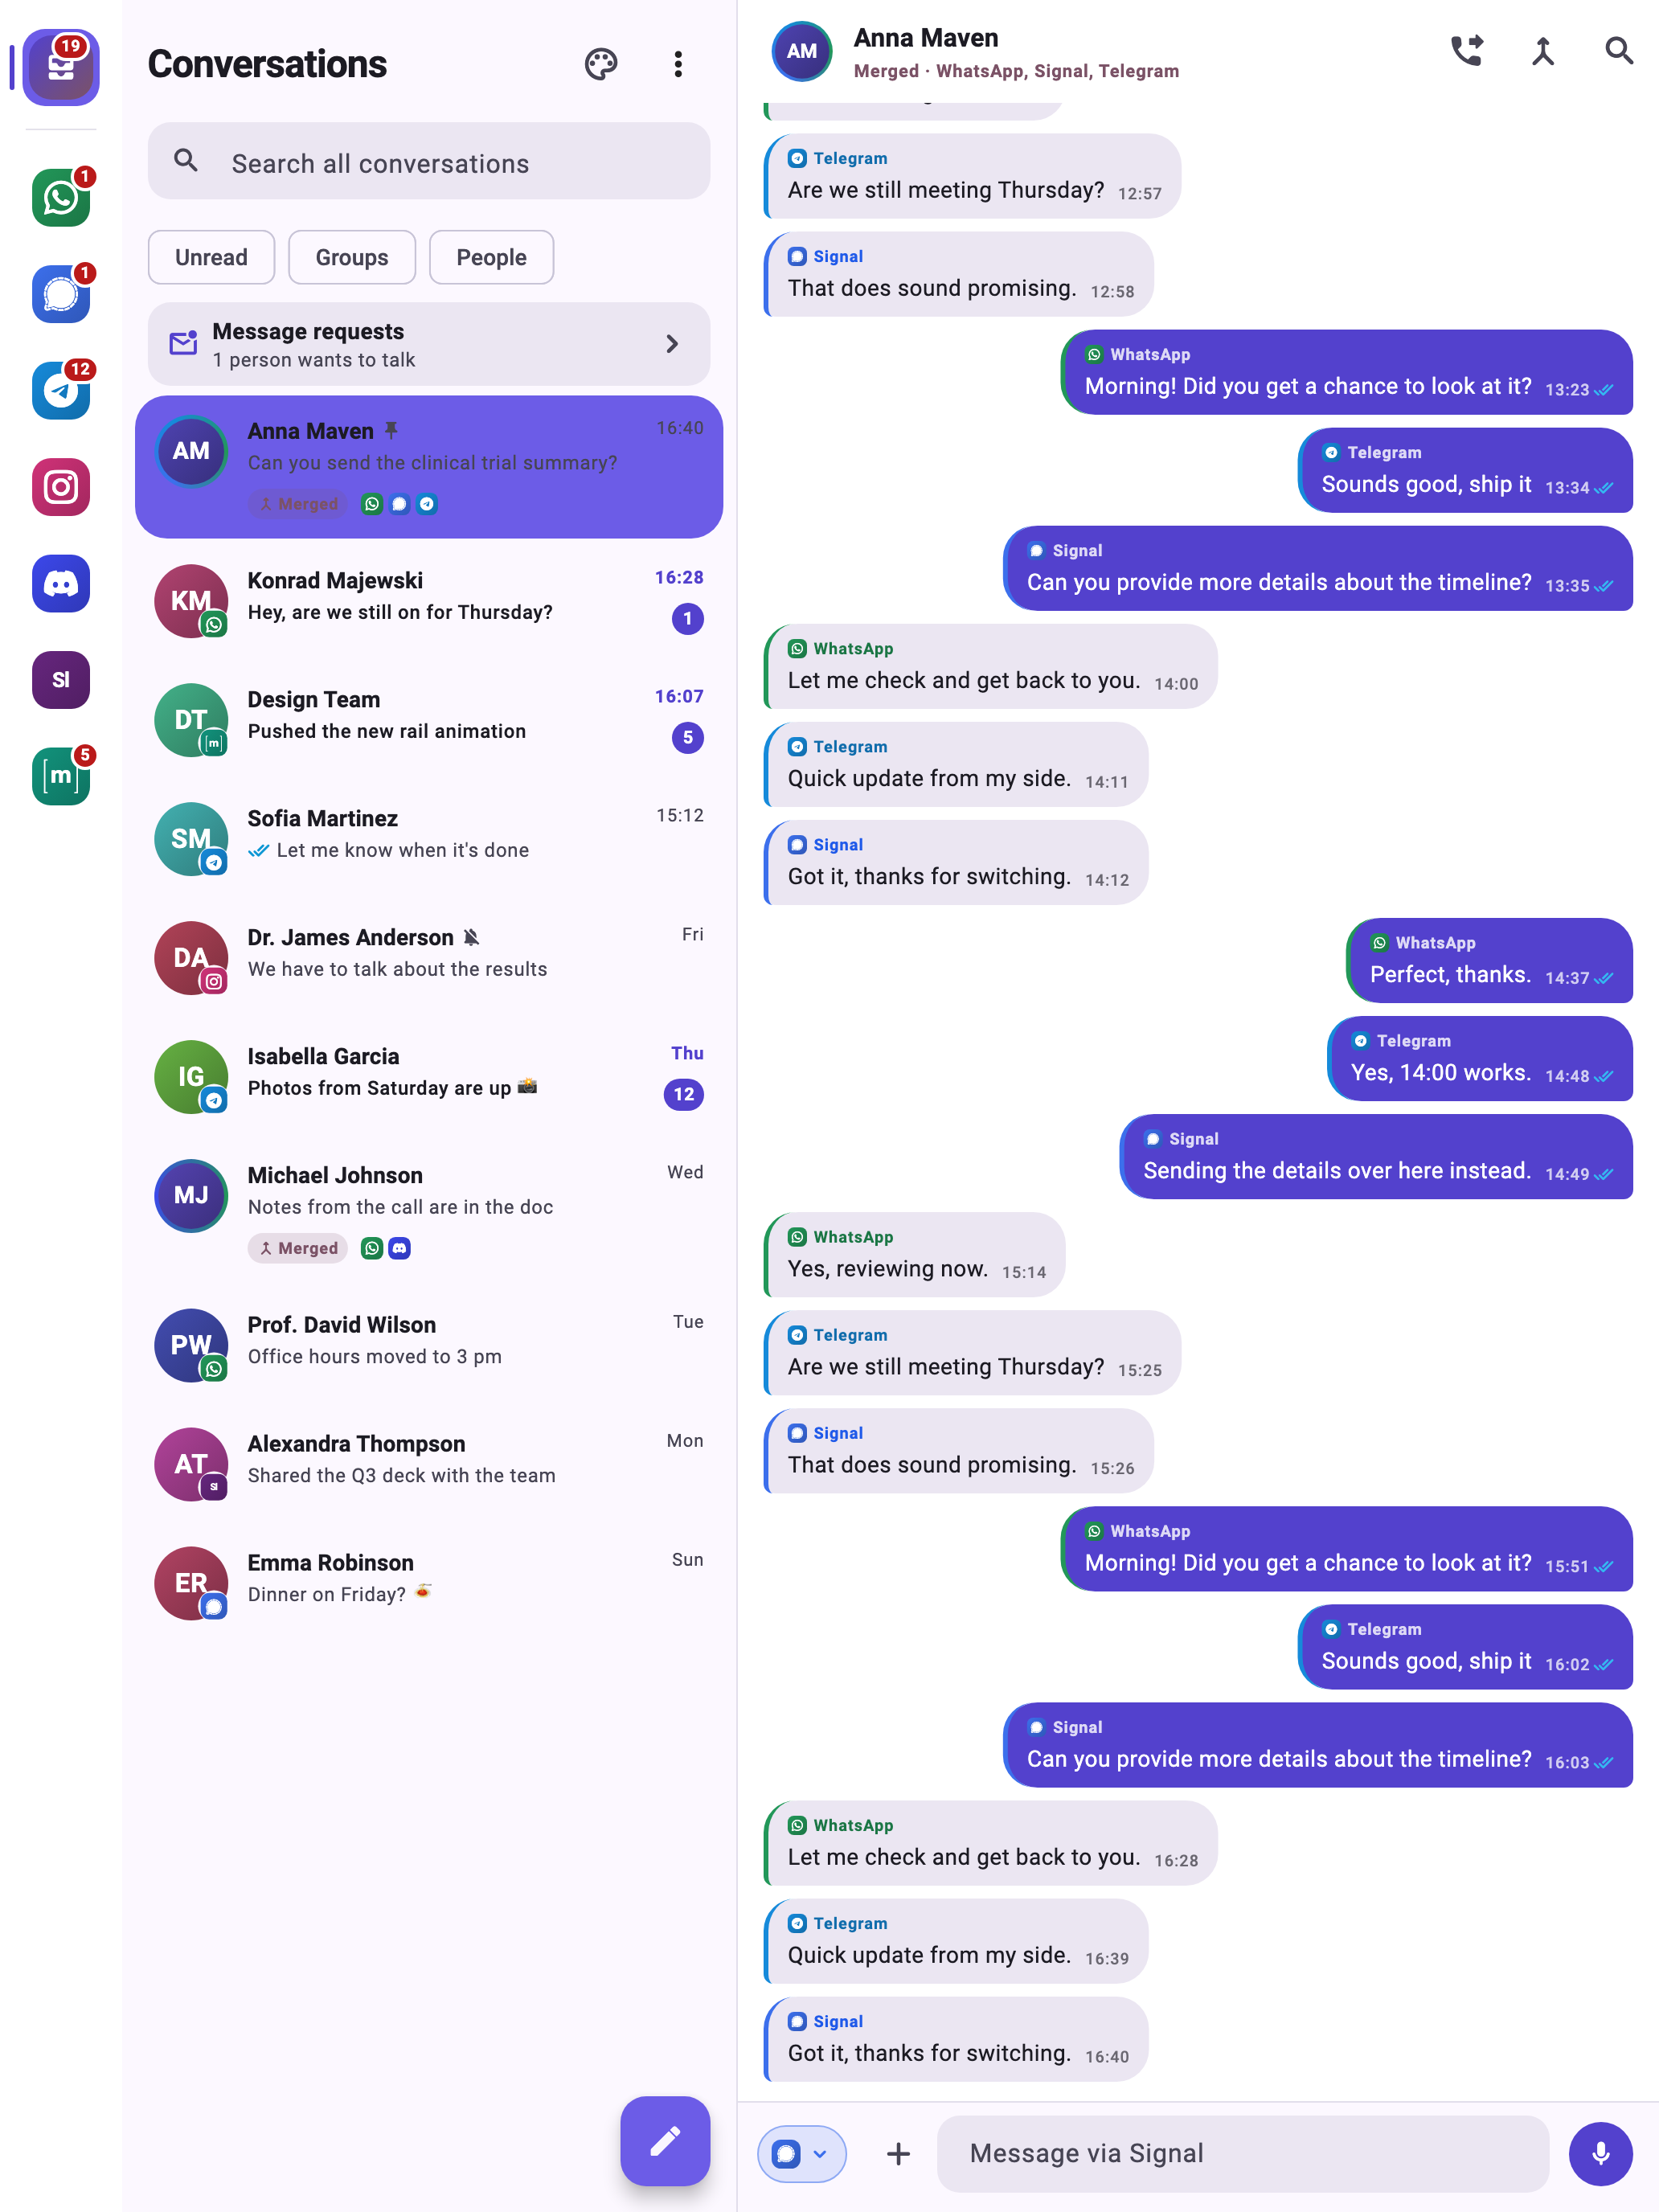 19
1
1
12
Sl
[m]
5
Conversations
Search all conversations
Unread
Groups
People
Message requests
1 person wants to talk
AM
Anna Maven
16:40
Can you send the clinical trial summary?
Merged
KM
Konrad Majewski
16:28
Hey, are we still on for Thursday?
1
DT
[m]
Design Team
16:07
Pushed the new rail animation
5
SM
Sofia Martinez
15:12
Let me know when it's done
DA
Dr. James Anderson
Fri
We have to talk about the results
IG
Isabella Garcia
Thu
Photos from Saturday are up 📸
12
MJ
Michael Johnson
Wed
Notes from the call are in the doc
Merged
PW
Prof. David Wilson
Tue
Office hours moved to 3 pm
AT
Sl
Alexandra Thompson
Mon
Shared the Q3 deck with the team
ER
Emma Robinson
Sun
Dinner on Friday? 🍝
AM
Anna Maven
Merged · WhatsApp, Signal, Telegram
Telegram
Are we still meeting Thursday? 12:57
Signal
That does sound promising. 12:58
WhatsApp
Morning! Did you get a chance to look at it? 13:23
Telegram
Sounds good, ship it 13:34
Signal
Can you provide more details about the timeline? 13:35
WhatsApp
Let me check and get back to you. 14:00
Telegram
Quick update from my side. 14:11
Signal
Got it, thanks for switching. 14:12
WhatsApp
Perfect, thanks. 14:37
Telegram
Yes, 14:00 works. 14:48
Signal
Sending the details over here instead. 14:49
WhatsApp
Yes, reviewing now. 15:14
Telegram
Are we still meeting Thursday? 15:25
Signal
That does sound promising. 15:26
WhatsApp
Morning! Did you get a chance to look at it? 15:51
Telegram
Sounds good, ship it 16:02
Signal
Can you provide more details about the timeline? 16:03
WhatsApp
Let me check and get back to you. 16:28
Telegram
Quick update from my side. 16:39
Signal
Got it, thanks for switching. 16:40
Message via Signal